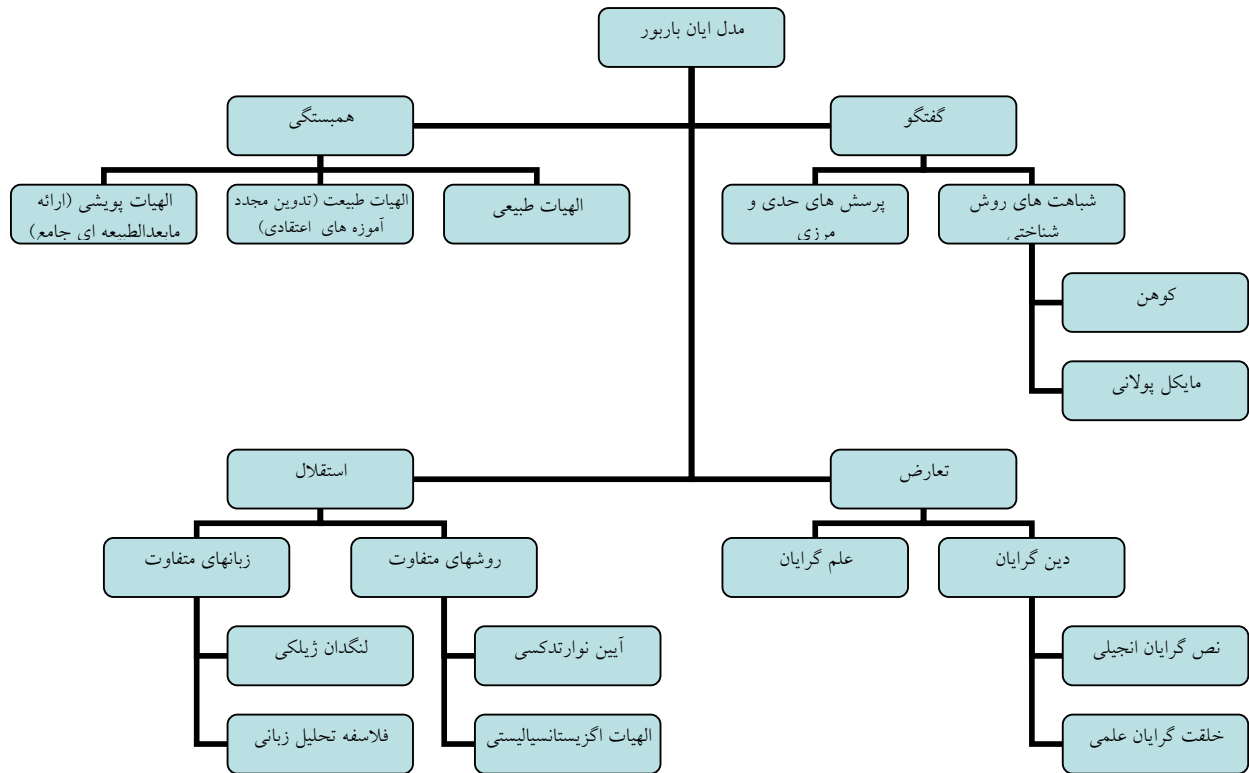 مدل ایان باربور
گفتگو
همبستگی
شباهت های روش
شناختی
پرسش های حدی و
مرزی
الهیات طبیعی
الهیات طبیعت (تدوین مجدد
آموزه های اعتقادی)
الهیات پویشی (ارائه
مابعدالطبیعه ای جامع)
کوهن
مایکل پولانی
تعارض
استقلال
دین گرایان
علم گرایان
روشهای متفاوت
زبانهای متفاوت
نص گرایان انجیلی
آیین نوارتدکسی
لنگدان ژیلکی
خلقت گرایان علمی
الهیات اگزیستانسیالیستی
فلاسفه تحلیل زبانی